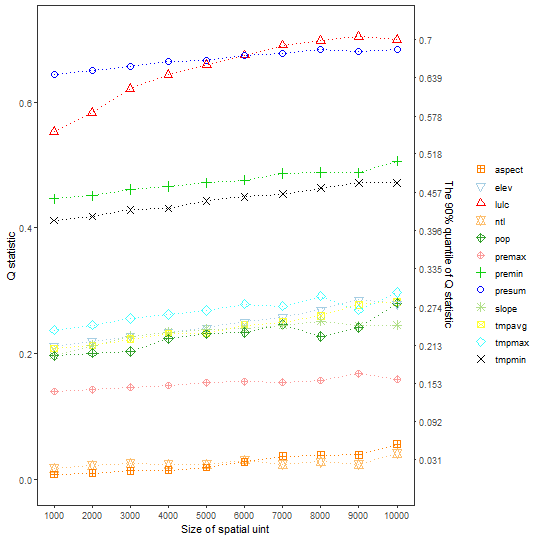 Q statistic
0.6
0.4
0.2
0.0
1000 2000 3000 4000 5000 6000 7000 8000 9000 10000
Size of spatial uint
0.7
0.639
0.578
0.518
0.457
0.396
0.335
0.274
0.213
0.153
0.092
0.031
The 90% quantile of Q statistic
aspect
elev
lulc
ntl
pop
premax
premin
presum
slope
tmpavg
tmpmax
tmpmin